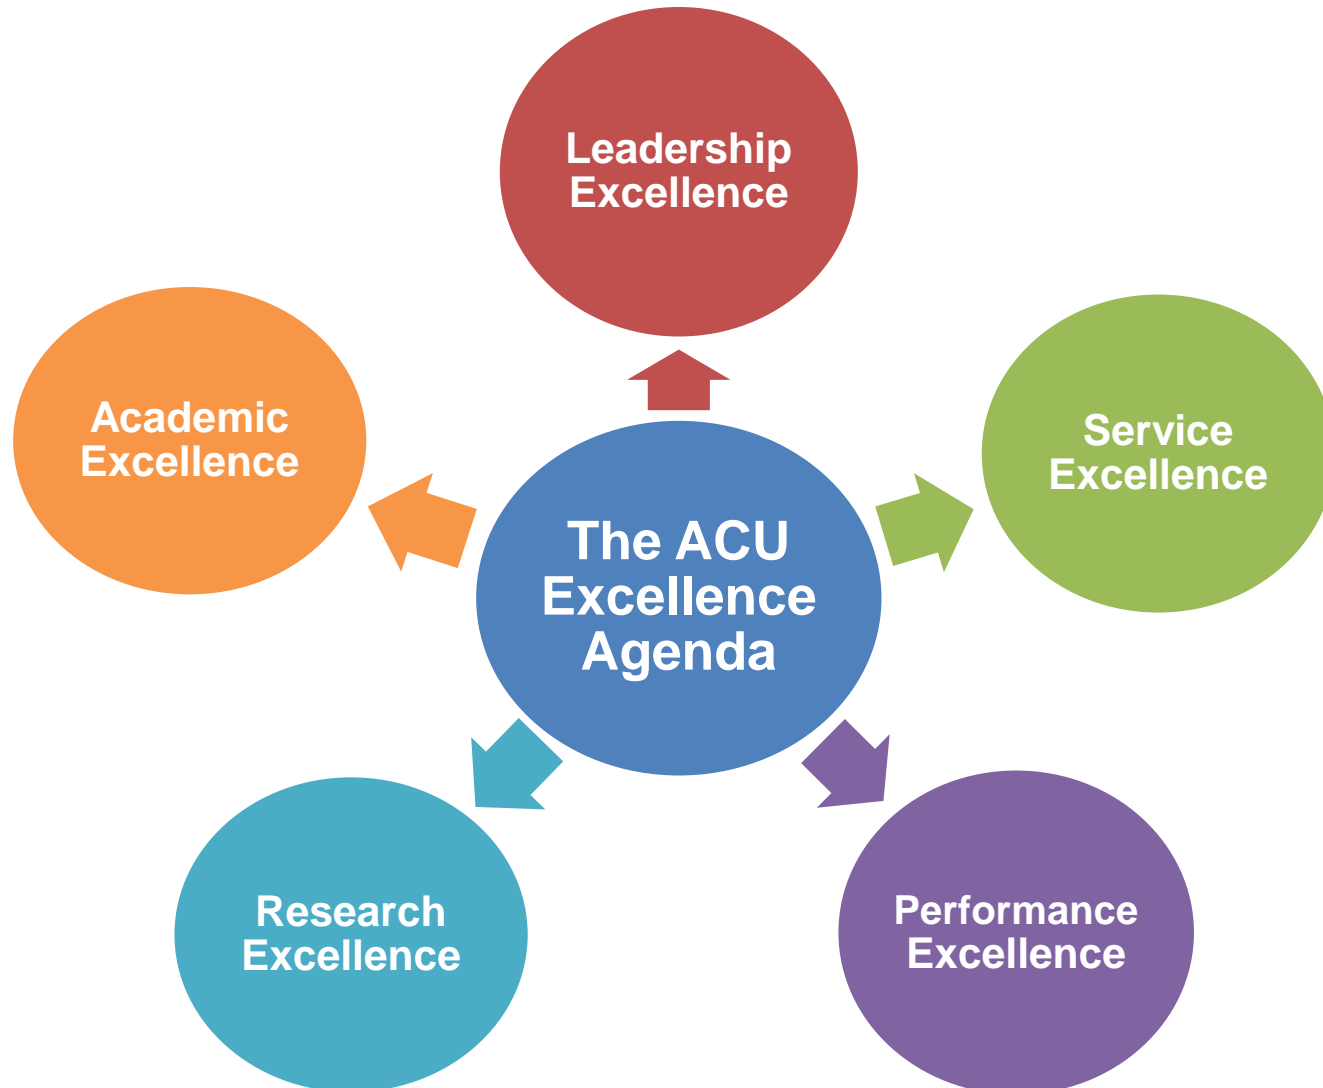 Leadership
Excellence
Academic
Excellence
Service
Excellence
The ACU
Excellence
Agenda
Research
Excellence
Performance
Excellence